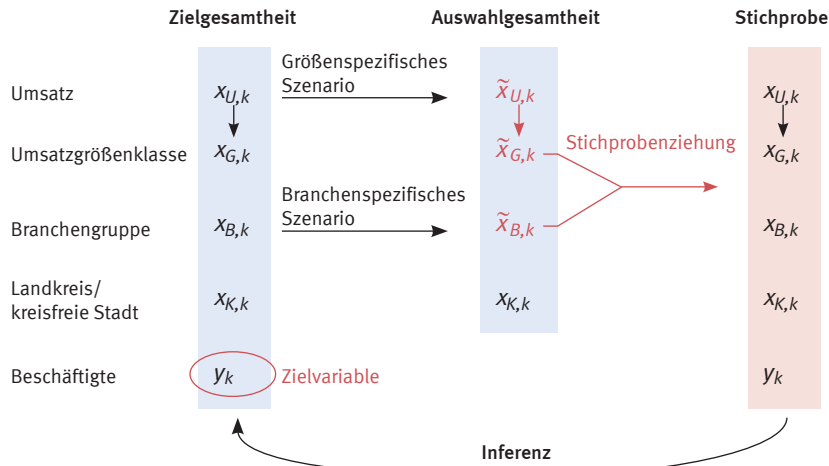 Zielgesamtheit Auswahlgesamtheit Stichprobe
Größenspezifisches
Szenario
Umsatz x_{U,k} x̃_{U,k} x_{U,k}
Umsatzgrößenklasse x_{G,k} x̃_{G,k} Stichprobenziehung x_{G,k}
Branchenspezifisches
Szenario
Branchengruppe x_{B,k} x̃_{B,k} x_{B,k}
Landkreis/
kreisfreie Stadt x_{K,k} x_{K,k} x_{K,k}
Beschäftigte y_k Zielvariable y_k
Inferenz